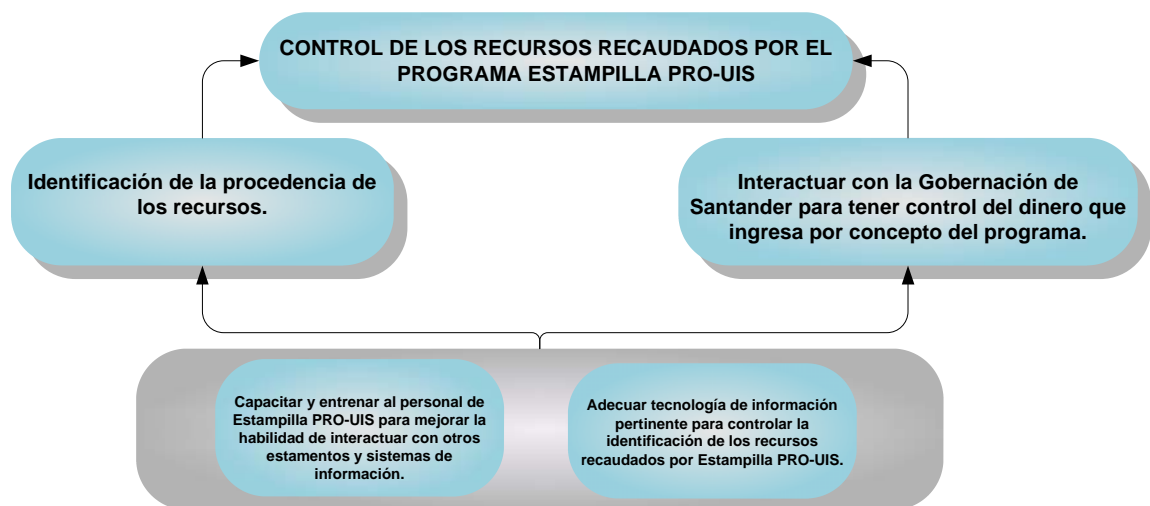 CONTROL DE LOS RECURSOS RECAUDADOS POR EL
PROGRAMA ESTAMPILLA PRO-UIS
Identificación de la procedencia de
los recursos.
Interactuar con la Gobernación de
Santander para tener control del dinero que
ingresa por concepto del programa.
Capacitar y entrenar al personal de
Estampilla PRO-UIS para mejorar la
habilidad de interactuar con otros
estamentos y sistemas de
información.
Adecuar tecnología de información
pertinente para controlar la
identificación de los recursos
recaudados por Estampilla PRO-UIS.